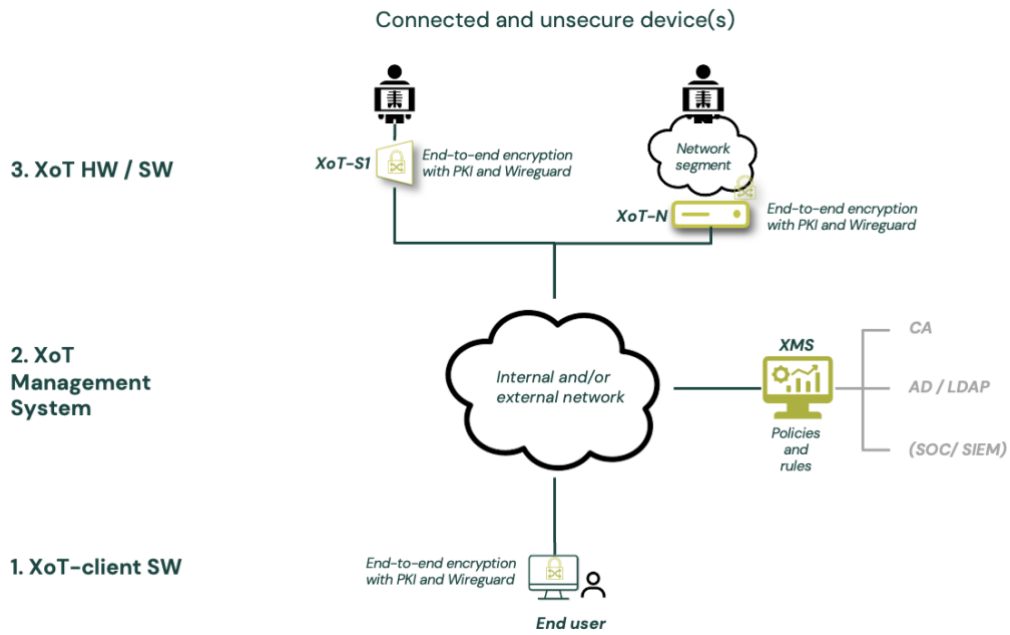 Connected and unsecure device(s)
3. XoT HW / SW
XoT-S1
End-to-end encryption
with PKI and Wireguard
Network
segment
XoT-N
End-to-end encryption
with PKI and Wireguard
2. XoT
Management
System
Internal and/or
external network
XMS
Policies
and
rules
CA
AD / LDAP
(SOC/ SIEM)
1. XoT-client SW
End-to-end encryption
with PKI and Wireguard
End user